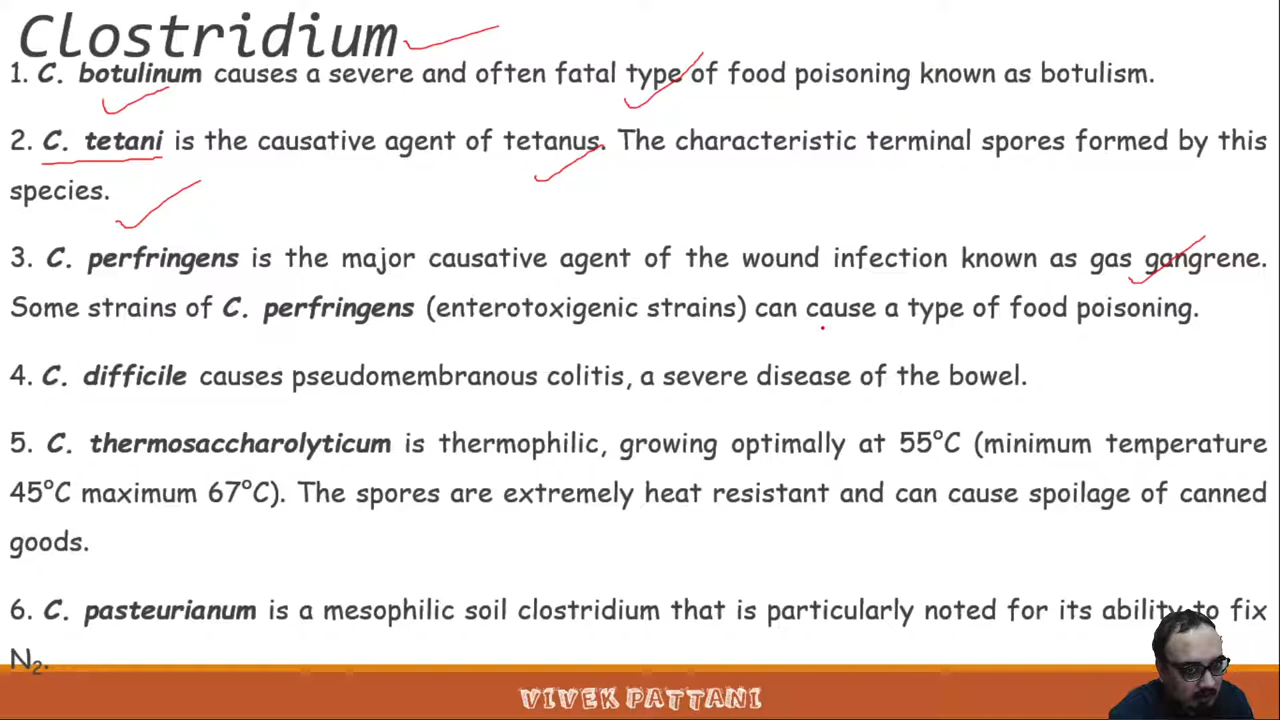 Clostridium
1. C. botulinum causes a severe and often fatal type of food poisoning known as botulism.
2. C. tetani is the causative agent of tetanus. The characteristic terminal spores formed by this
species.
3. C. perfringens is the major causative agent of the wound infection known as gas gangrene.
Some strains of C. perfringens (enterotoxigenic strains) can cause a type of food poisoning.
4. C. difficile causes pseudomembranous colitis, a severe disease of the bowel.
5. C. thermosaccharolyticum is thermophilic, growing optimally at 55°C (minimum temperature
45°C maximum 67°C). The spores are extremely heat resistant and can cause spoilage of canned
goods.
6. C. pasteurianum is a mesophilic soil clostridium that is particularly noted for its ability to fix
N₂.
VIVEK PATTANI